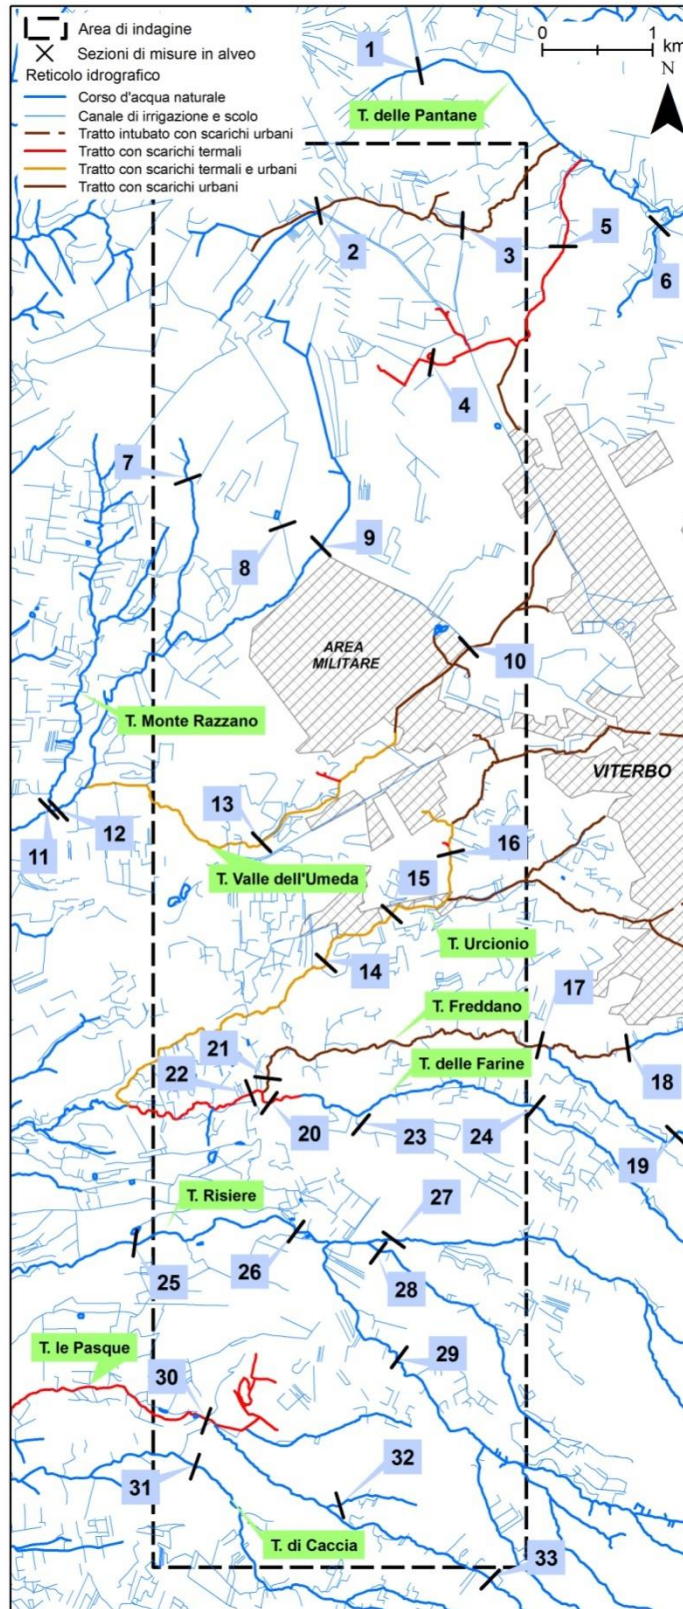 Area di indagine
Sezioni di misure in alveo
Reticolo idrografico
Corso d'acqua naturale
Canale di irrigazione e scolo
Tratto intubato con scarichi urbani
Tratto con scarichi termali
Tratto con scarichi termali e urbani
Tratto con scarichi urbani
0 1
km
N
1
T. delle Pantane
2
3
5
6
4
7
8
9
AREA
MILITARE
10
T. Monte Razzano
VITERBO
13
11
12
16
T. Valle dell'Umeda
15
T. Urcionio
14
17
T. Freddano
21
T. delle Farine
22
18
20
23
24
19
T. Risiere
27
25
26
28
T. le Pasque
29
30
32
31
T. di Caccia
33